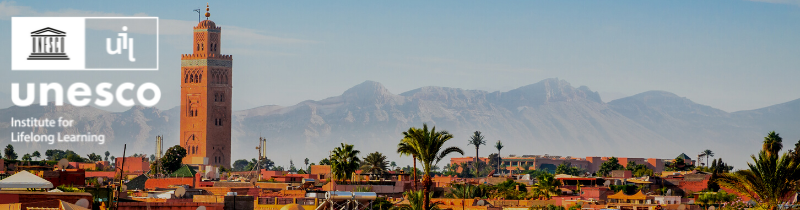 uil
unesco
Institute for
Lifelong Learning